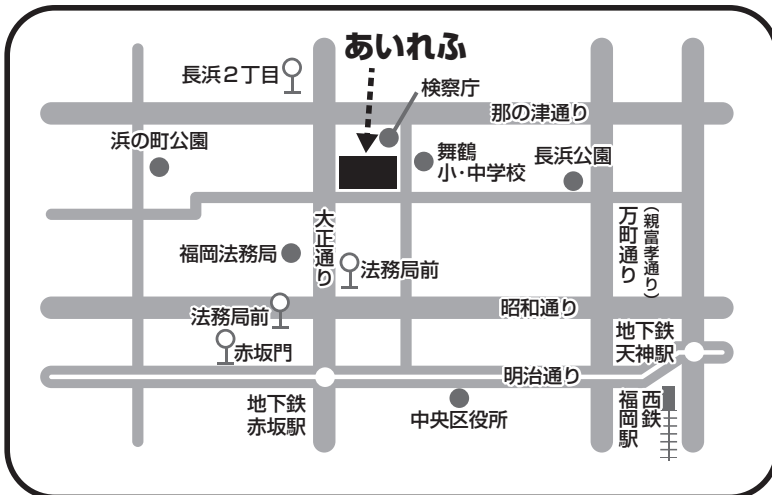 あいれふ
長浜2丁目
検察庁
那の津通り
浜の町公園
舞鶴
小・中学校
長浜公園
大正通り
万町通り
（親富孝通り）
福岡法務局
法務局前
法務局前
昭和通り
赤坂門
地下鉄
天神駅
明治通り
地下鉄
赤坂駅
中央区役所
西鉄
福岡駅